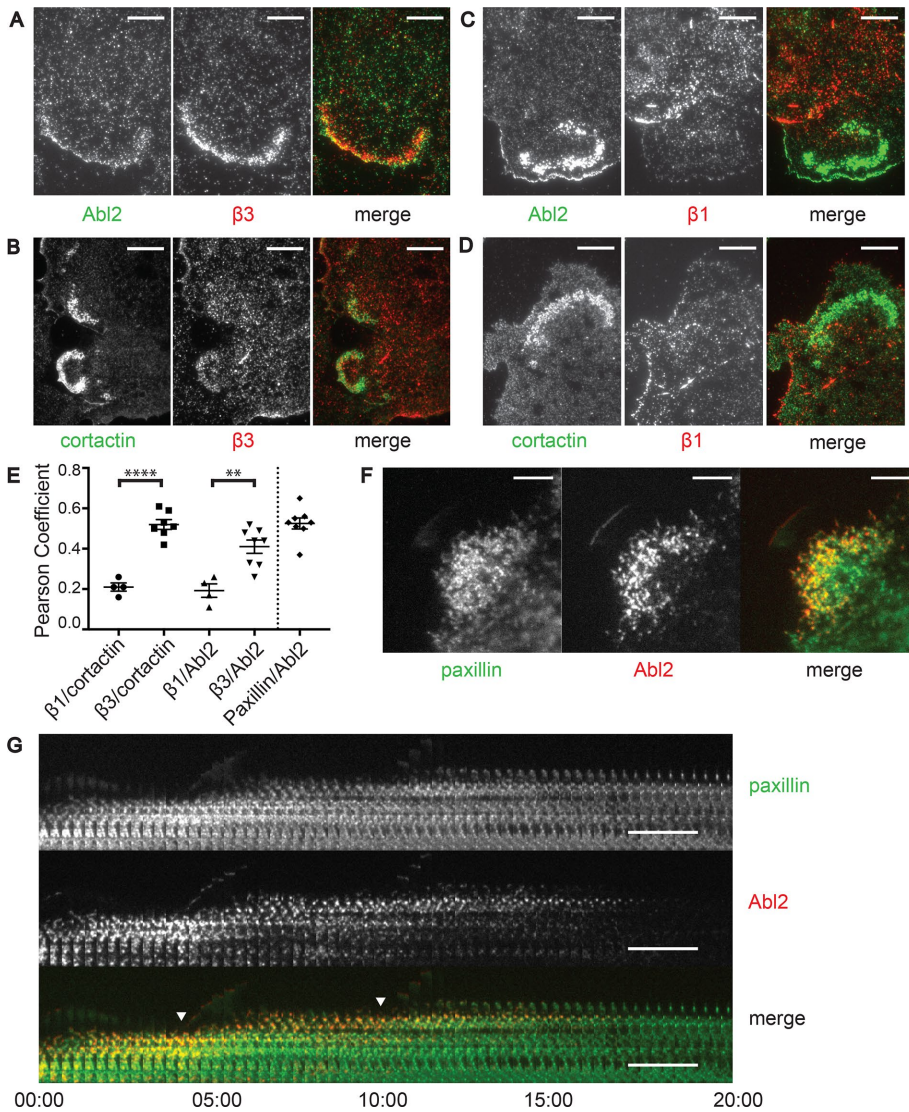 A
Abl2 β3 merge
C
Abl2 β1 merge
B
cortactin β3 merge
D
cortactin β1 merge
E
Pearson Coefficient
0.8
0.6
0.4
0.2
0.0
**** **
β1/cortactin
β3/cortactin
β1/Abl2
β3/Abl2
Paxillin/Abl2
F
paxillin Abl2 merge
G
paxillin
Abl2
merge
00:00 05:00 10:00 15:00 20:00